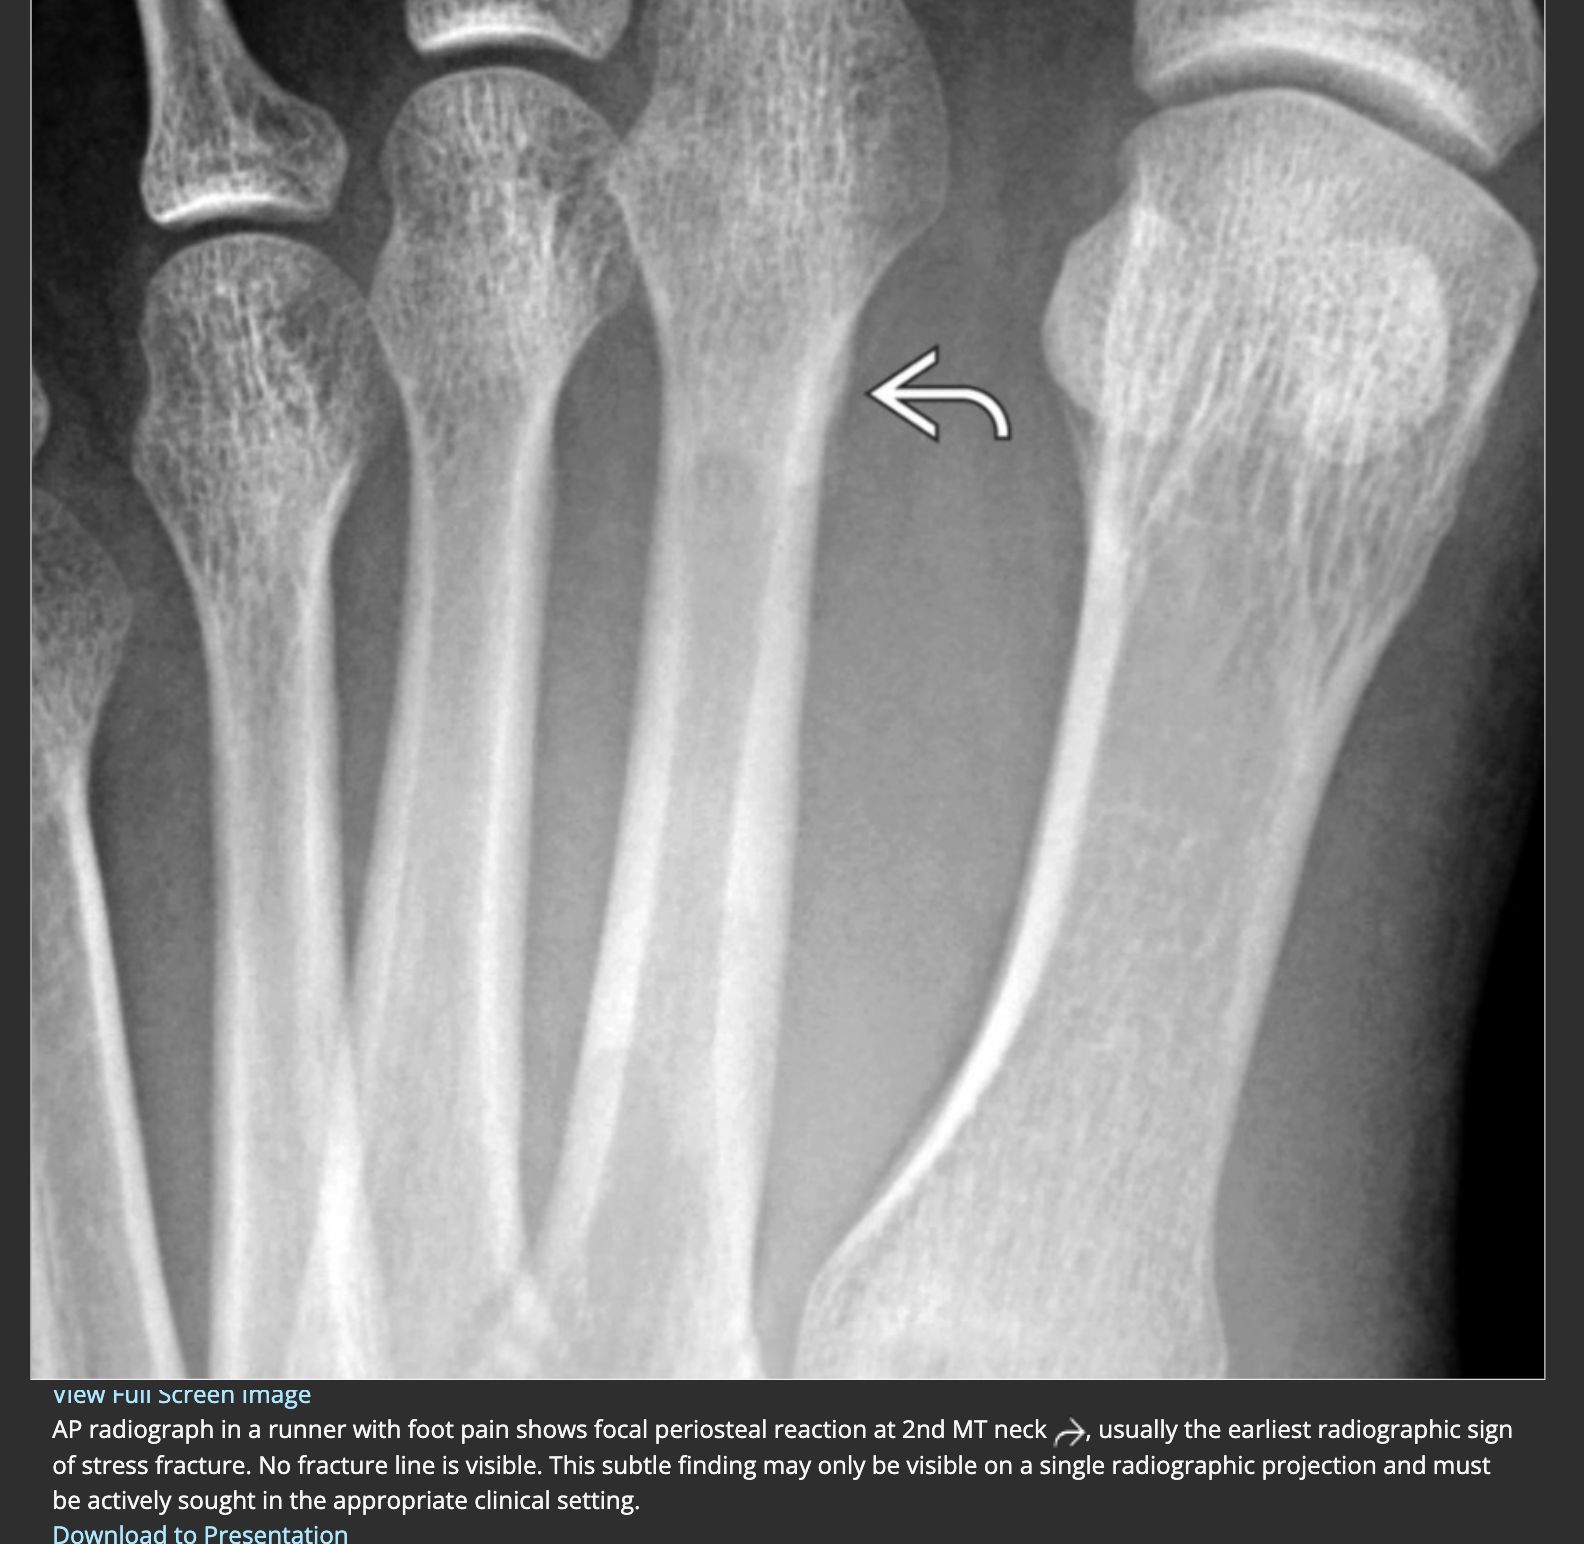 View Full Screen Image
AP radiograph in a runner with foot pain shows focal periosteal reaction at 2nd MT neck , usually the earliest radiographic sign
of stress fracture. No fracture line is visible. This subtle finding may only be visible on a single radiographic projection and must
be actively sought in the appropriate clinical setting.
Download to Presentation